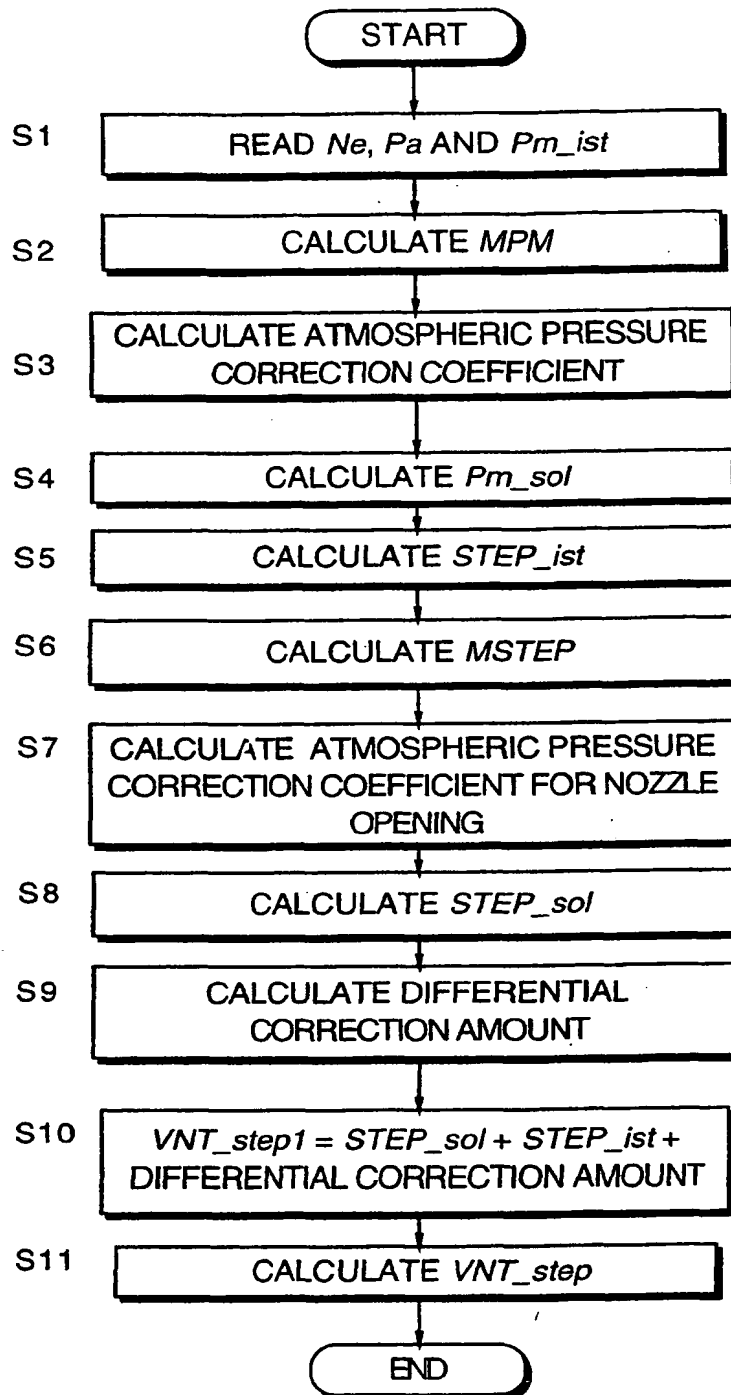 START
S1
READ Ne, Pa AND Pm_ist
S2
CALCULATE MPM
S3
CALCULATE ATMOSPHERIC PRESSURE
CORRECTION COEFFICIENT
S4
CALCULATE Pm_sol
S5
CALCULATE STEP_ist
S6
CALCULATE MSTEP
S7
CALCULATE ATMOSPHERIC PRESSURE
CORRECTION COEFFICIENT FOR NOZZLE
OPENING
S8
CALCULATE STEP_sol
S9
CALCULATE DIFFERENTIAL
CORRECTION AMOUNT
S10
VNT_step1 = STEP_sol + STEP_ist +
DIFFERENTIAL CORRECTION AMOUNT
S11
CALCULATE VNT_step
END